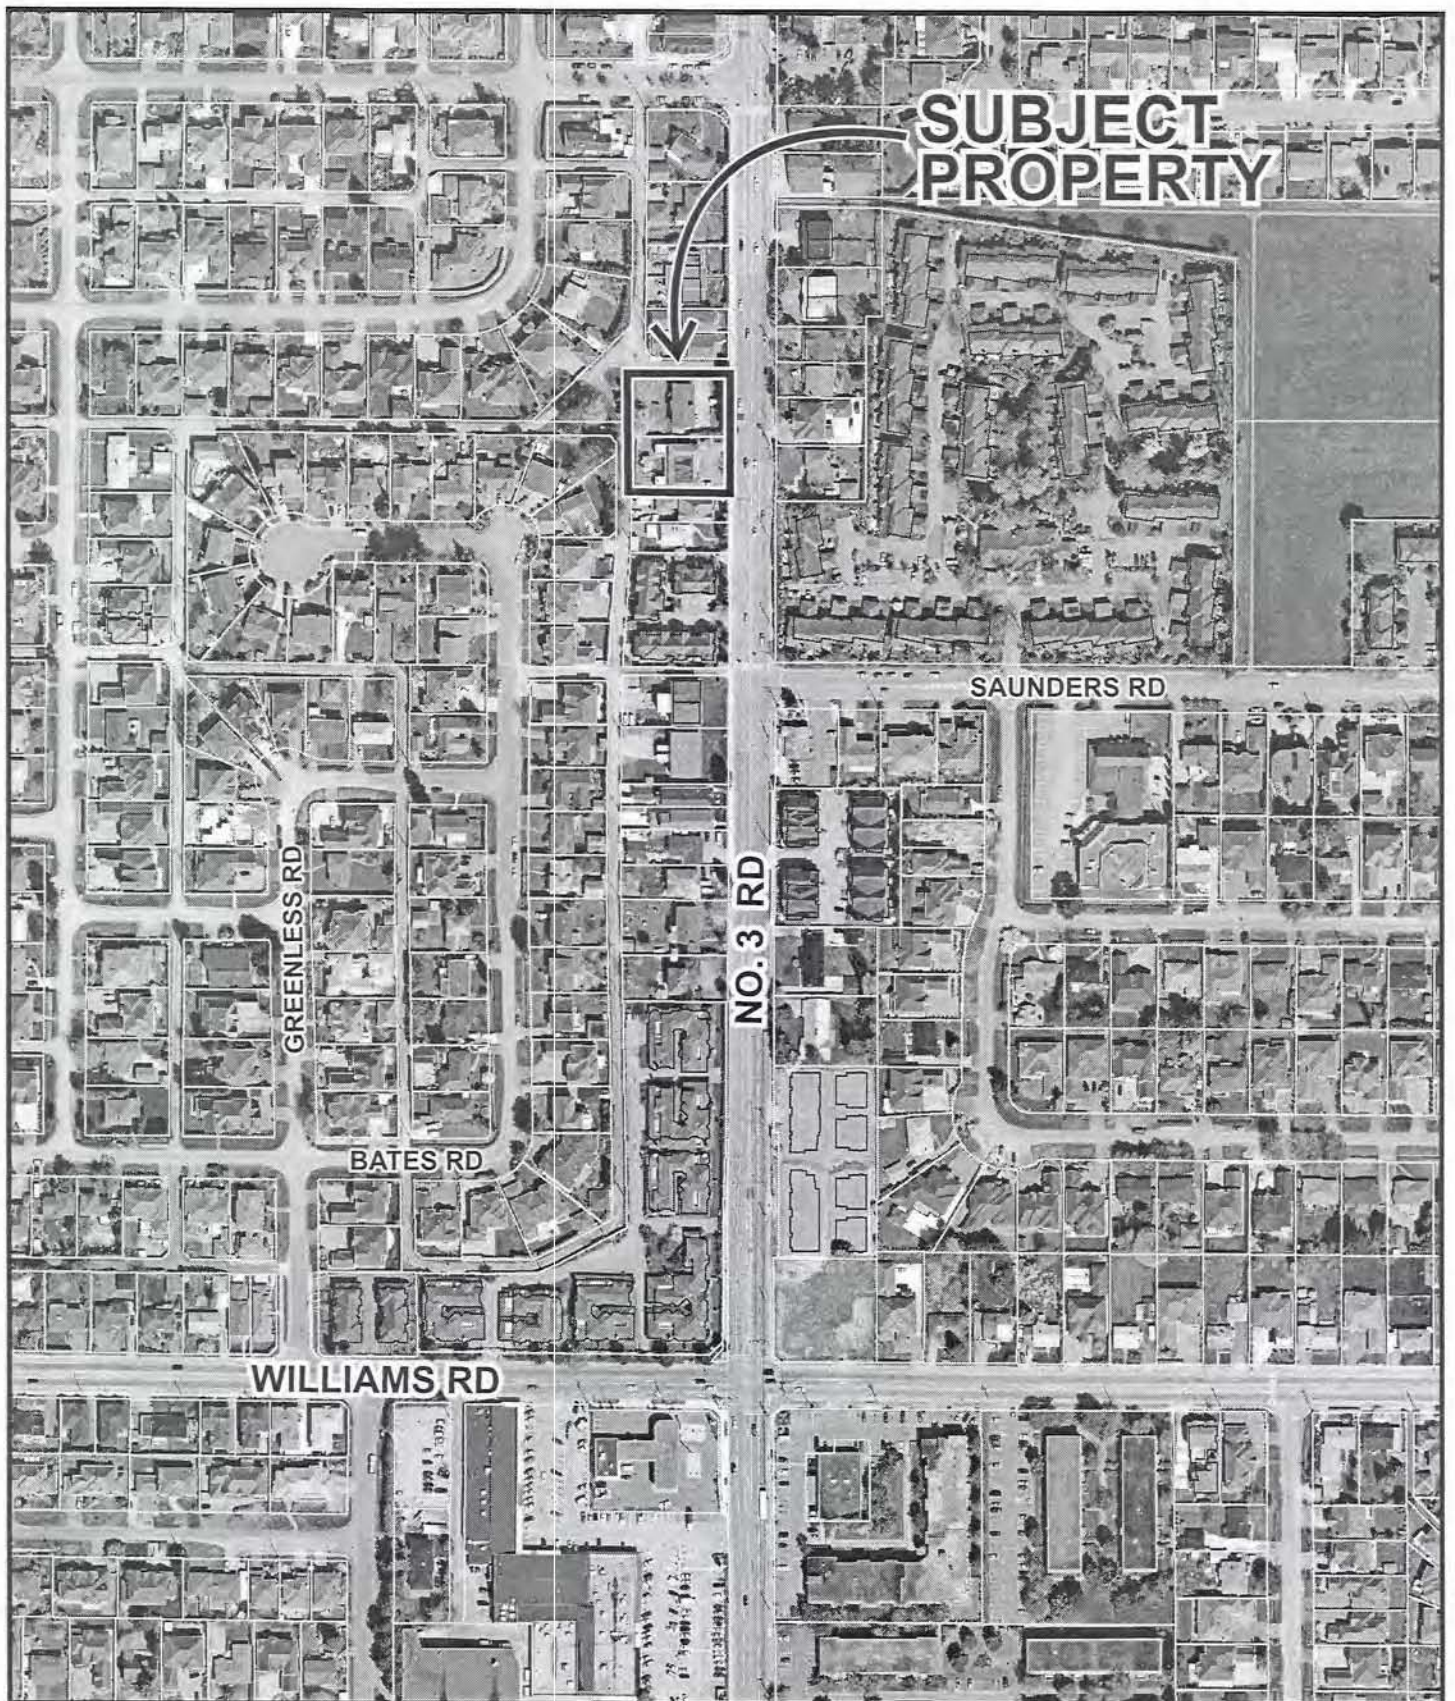 SUBJECT
PROPERTY
SAUNDERS RD
GREENLESS RD
NO. 3 RD
BATES RD
WILLIAMS RD